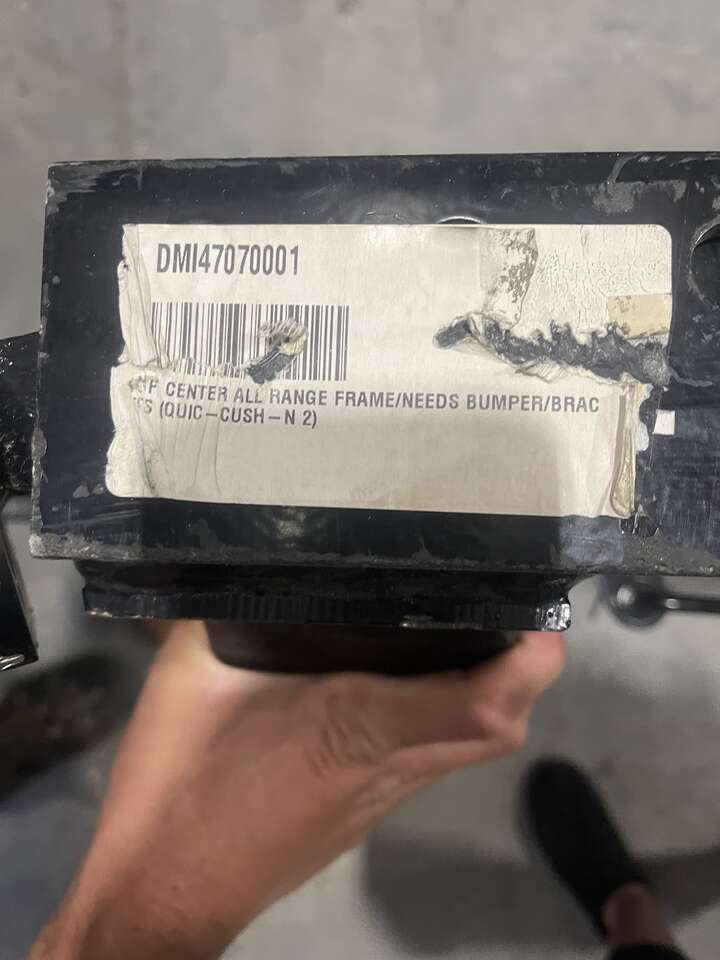 DMI47070001
CENTER ALL RANGE FRAME/NEEDS BUMPER/BRAC
(QUIC-CUSH-N 2)